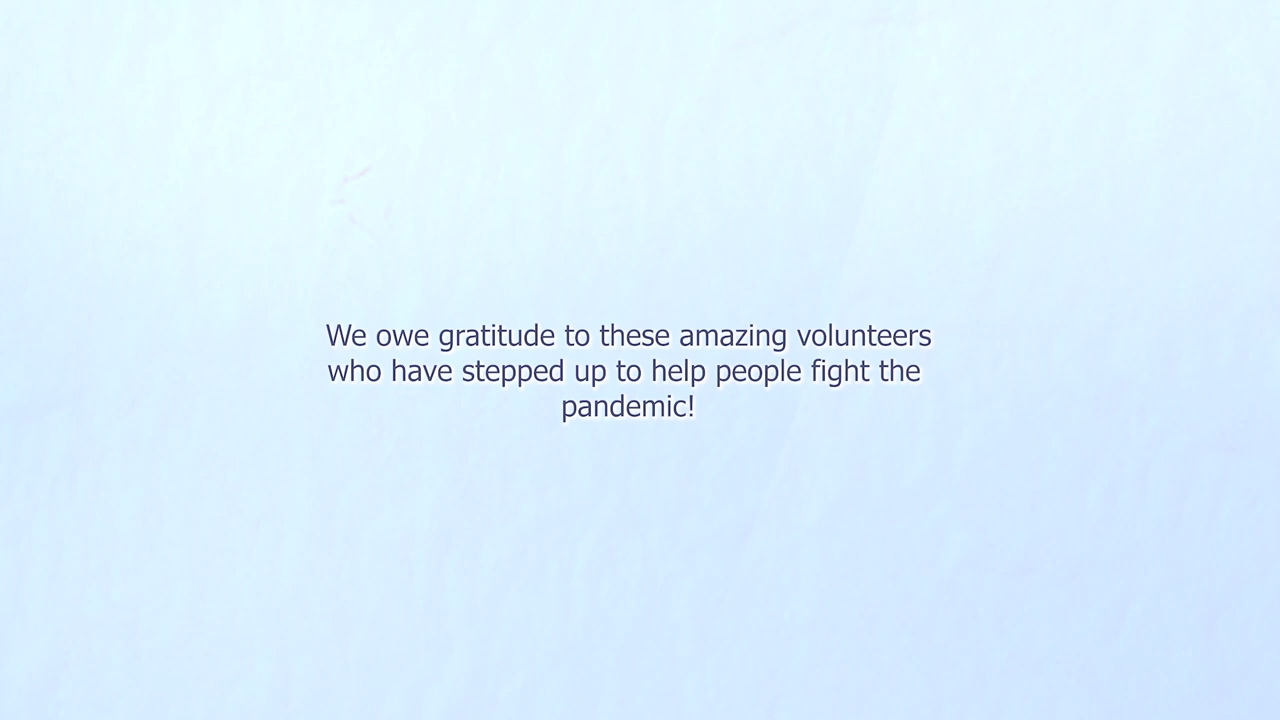 We owe gratitude to these amazing volunteers
who have stepped up to help people fight the
pandemic!